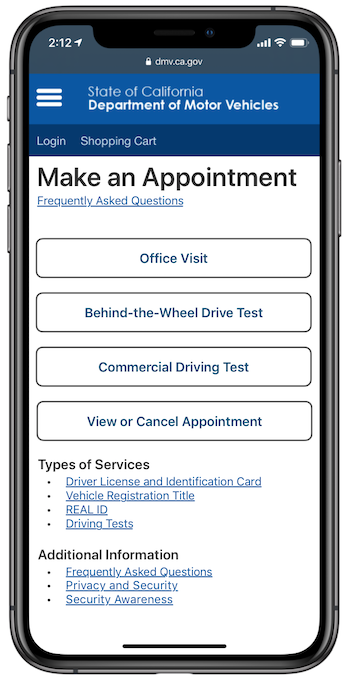 2:12
dmv.ca.gov
State of California
Department of Motor Vehicles
Login Shopping Cart
Make an Appointment
Frequently Asked Questions
Office Visit
Behind-the-Wheel Drive Test
Commercial Driving Test
View or Cancel Appointment
Types of Services
• Driver License and Identification Card
• Vehicle Registration Title
• REAL ID
• Driving Tests
Additional Information
• Frequently Asked Questions
• Privacy and Security
• Security Awareness